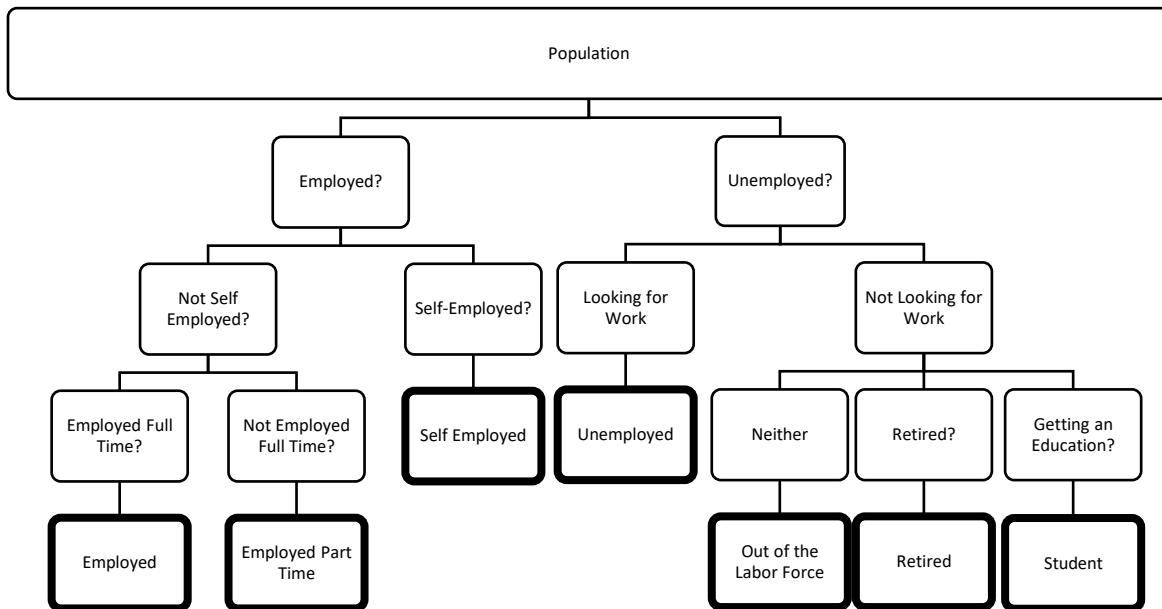 Population
Employed?
Unemployed?
Not Self
Employed?
Self-Employed?
Looking for
Work
Not Looking for
Work
Employed Full
Time?
Not Employed
Full Time?
Self Employed
Unemployed
Neither
Retired?
Getting an
Education?
Employed
Employed Part
Time
Out of the
Labor Force
Retired
Student